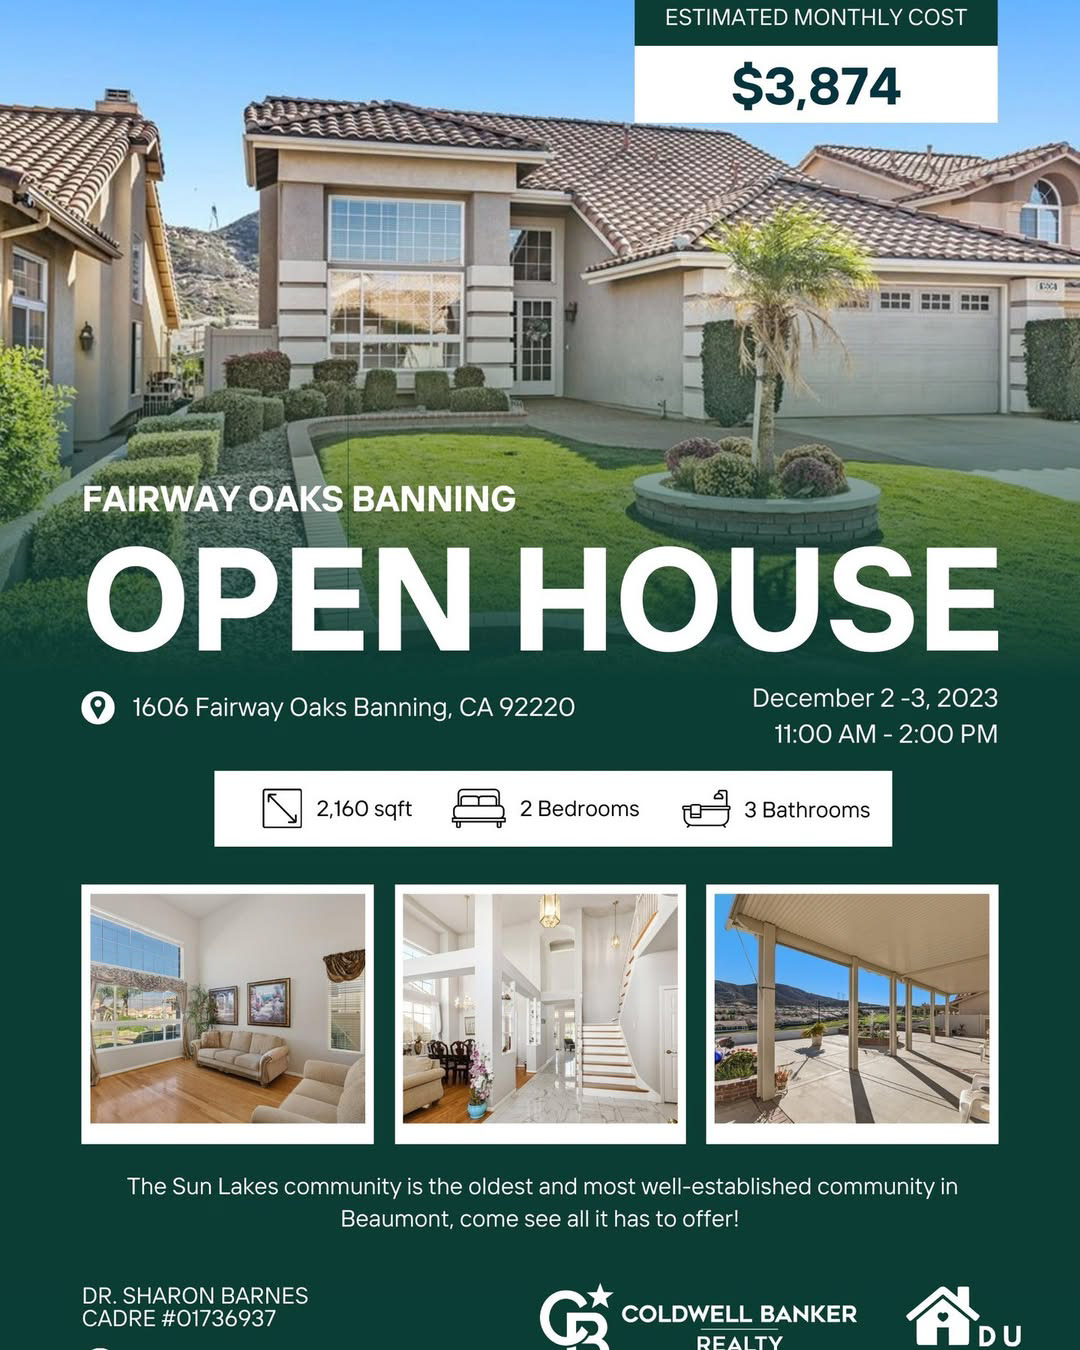 ESTIMATED MONTHLY COST
$3,874
1606
FAIRWAY OAKS BANNING
OPEN HOUSE
1606 Fairway Oaks Banning, CA 92220
December 2 -3, 2023
11:00 AM - 2:00 PM
2,160 sqft
2 Bedrooms
3 Bathrooms
The Sun Lakes community is the oldest and most well-established community in
Beaumont, come see all it has to offer!
DR. SHARON BARNES
CADRE #01736937
CB
COLDWELL BANKER
REALTY
DU